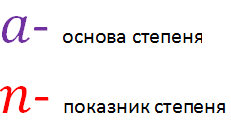 a- основа степеня
n- показник степеня